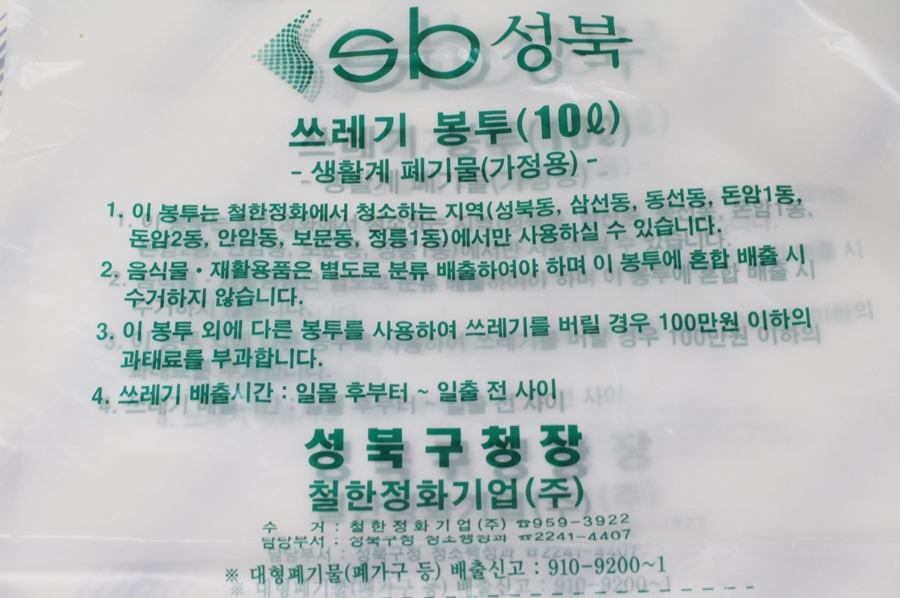 sb 성북
쓰레기 봉투(10ℓ)
- 생활계 폐기물(가정용) -
1. 이 봉투는 철한정화에서 청소하는 지역(성북동, 삼선동, 동선동, 돈암1동,
돈암2동, 안암동, 보문동, 정릉1동)에서만 사용하실 수 있습니다.
2. 음식물・재활용품은 별도로 분류 배출하여야 하며 이 봉투에 혼합 배출 시
수거하지 않습니다.
3. 이 봉투 외에 다른 봉투를 사용하여 쓰레기를 버릴 경우 100만원 이하의
과태료를 부과합니다.
4. 쓰레기 배출시간 : 일몰 후부터 ~ 일출 전 사이
성북구청장
철한정화기업(주)
수 거 : 철한정화기업(주) ☎959-3922
담당부서 : 성북구청 청소행정과 ☎2241-4407
※ 대형폐기물(폐가구 등) 배출신고 : 910-9200~1